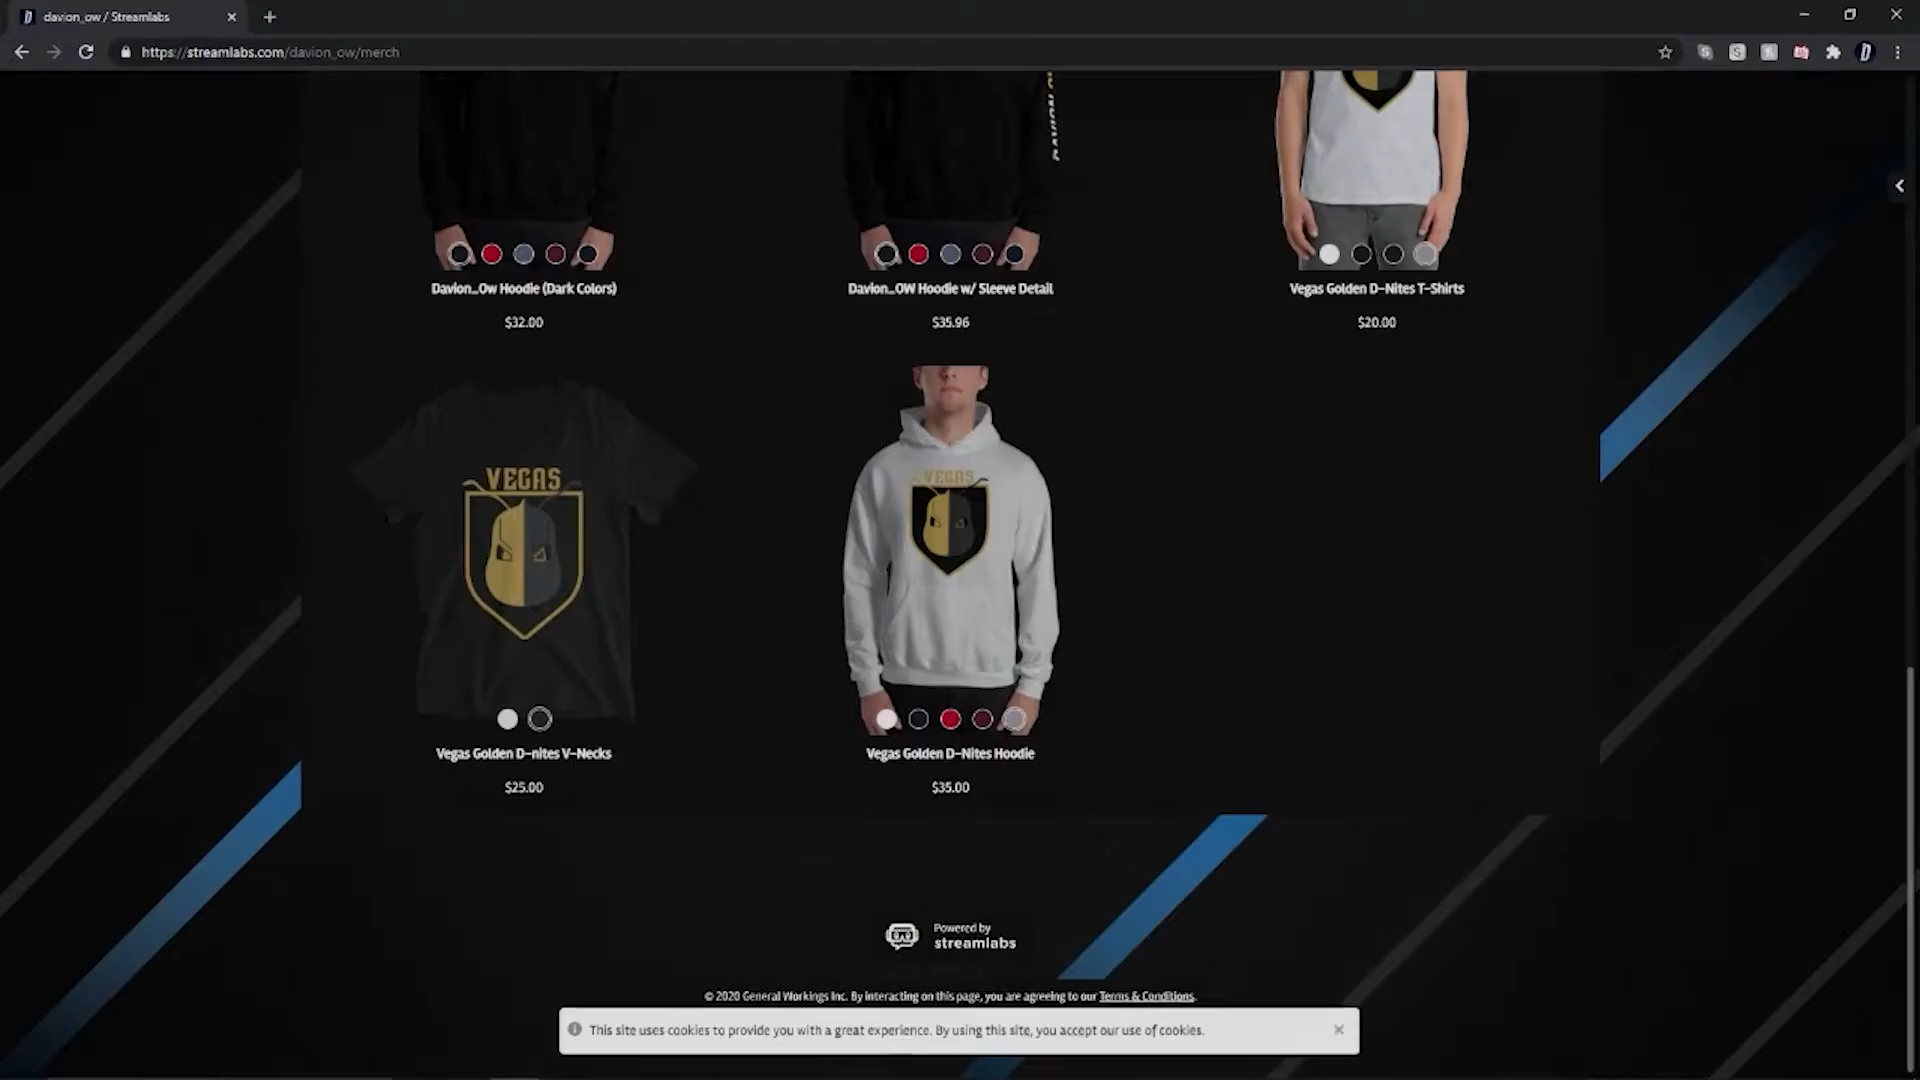 davion_ow / Streamlabs
https://streamlabs.com/davion_ow/merch
Davion_Ow Hoodie (Dark Colors)
$32.00
Davion_OW Hoodie w/ Sleeve Detail
$35.96
Vegas Golden D-Nites T-Shirts
$20.00
VEGAS
VEGAS
Vegas Golden D-nites V-Necks
$25.00
Vegas Golden D-Nites Hoodie
$35.00
Powered by
streamlabs
© 2020 General Workings Inc. By interacting on this page, you are agreeing to our Terms & Conditions.
This site uses cookies to provide you with a great experience. By using this site, you accept our use of cookies.